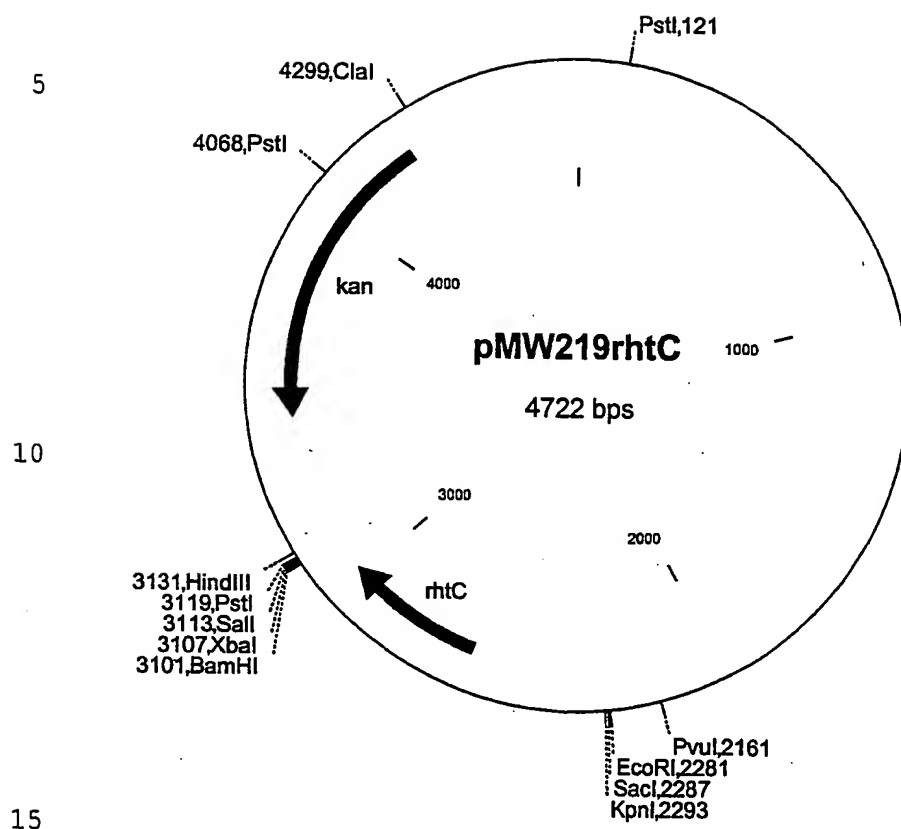 PstI,121
5
4299,ClaI
4068,PstI
kan
4000
pMW219rhtC
1000
4722 bps
10
3000
2000
3131,HindIII
rhtC
3119,PstI
3113,SalI
3107,XbaI
3101,BamHI
PvuI,2161
EcoRI,2281
SacI,2287
KpnI,2293
15